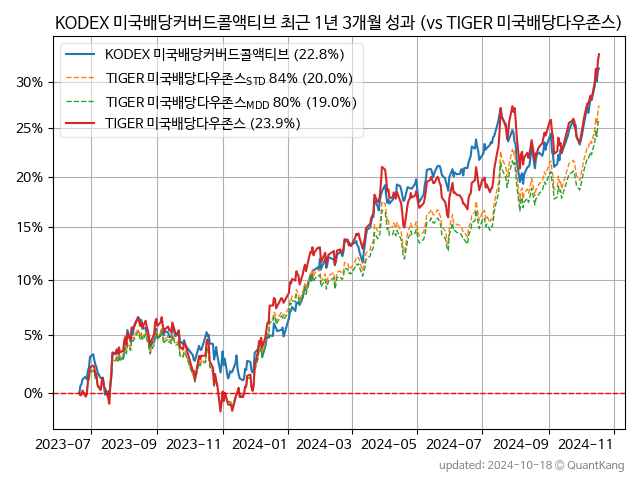 KODEX 미국배당커버드콜액티브 최근 1년 3개월 성과 (vs TIGER 미국배당다우존스)
KODEX 미국배당커버드콜액티브 (22.8%)
TIGER 미국배당다우존스STD 84% (20.0%)
TIGER 미국배당다우존스MDD 80% (19.0%)
TIGER 미국배당다우존스 (23.9%)
30%
25%
20%
15%
10%
5%
0%
2023-07 2023-09 2023-11 2024-01 2024-03 2024-05 2024-07 2024-09 2024-11
updated: 2024-10-18 © QuantKang